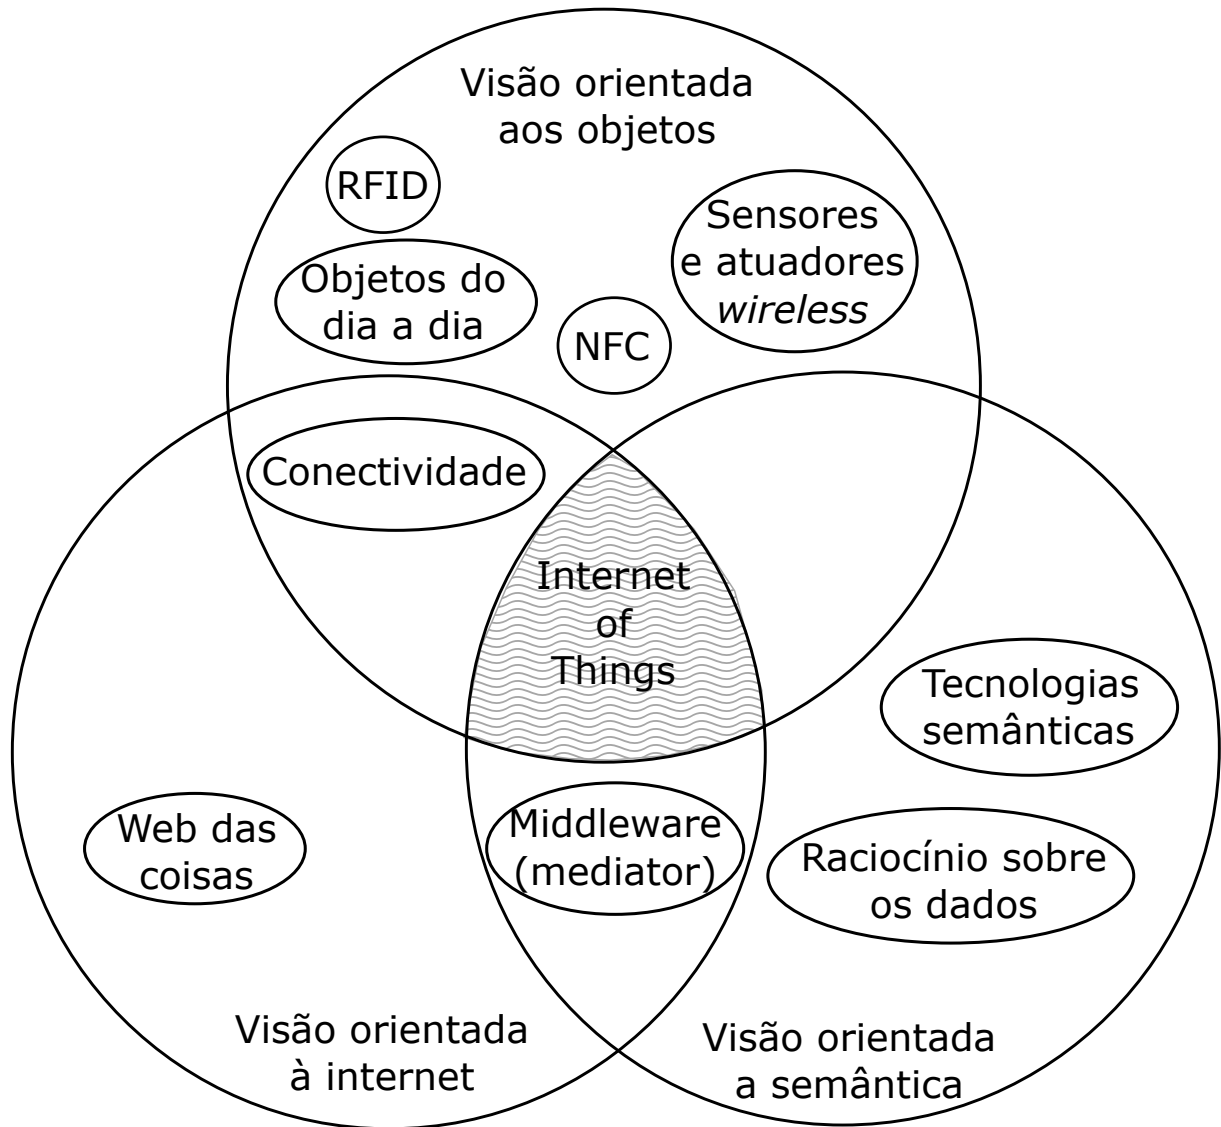 Visão orientada
aos objetos
RFID
Sensores
e atuadores
wireless
Objetos do
dia a dia
NFC
Conectividade
Internet
of
Things
Tecnologias
semânticas
Web das
coisas
Middleware
(mediator)
Raciocínio sobre
os dados
Visão orientada
à internet
Visão orientada
a semântica